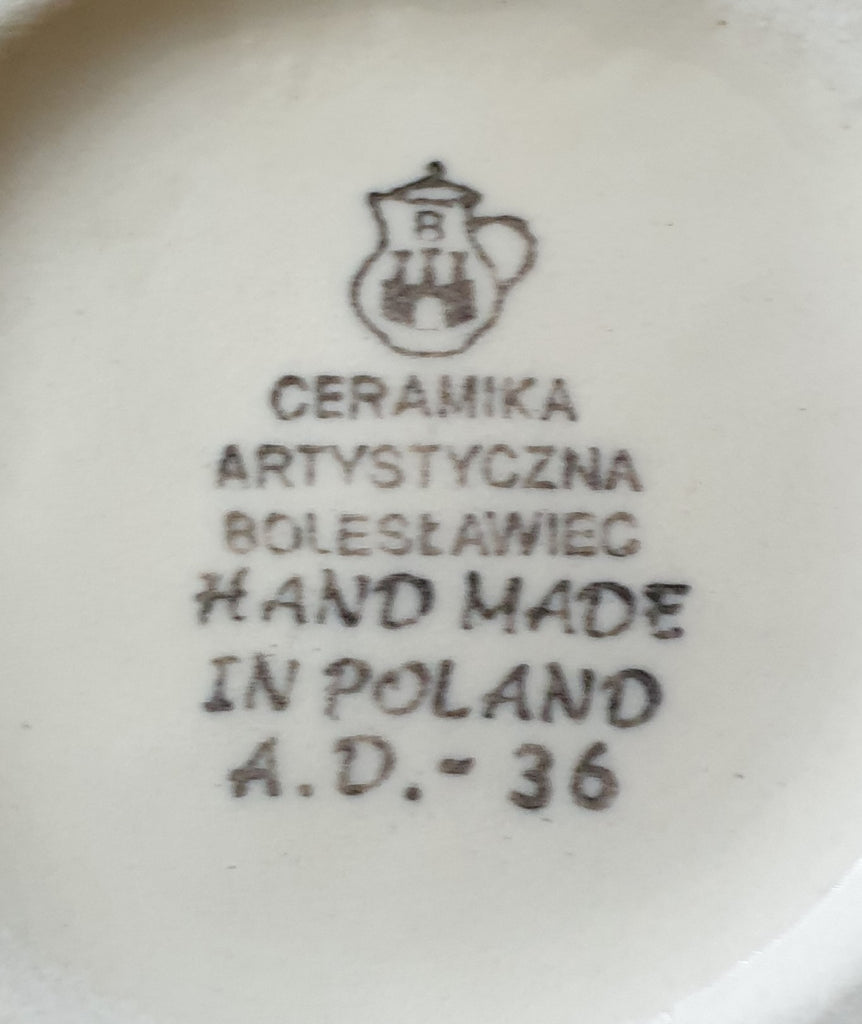 B
CERAMIKA
ARTYSTYCZNA
BOLESŁAWIEC
HAND MADE
IN POLAND
A.D.- 36